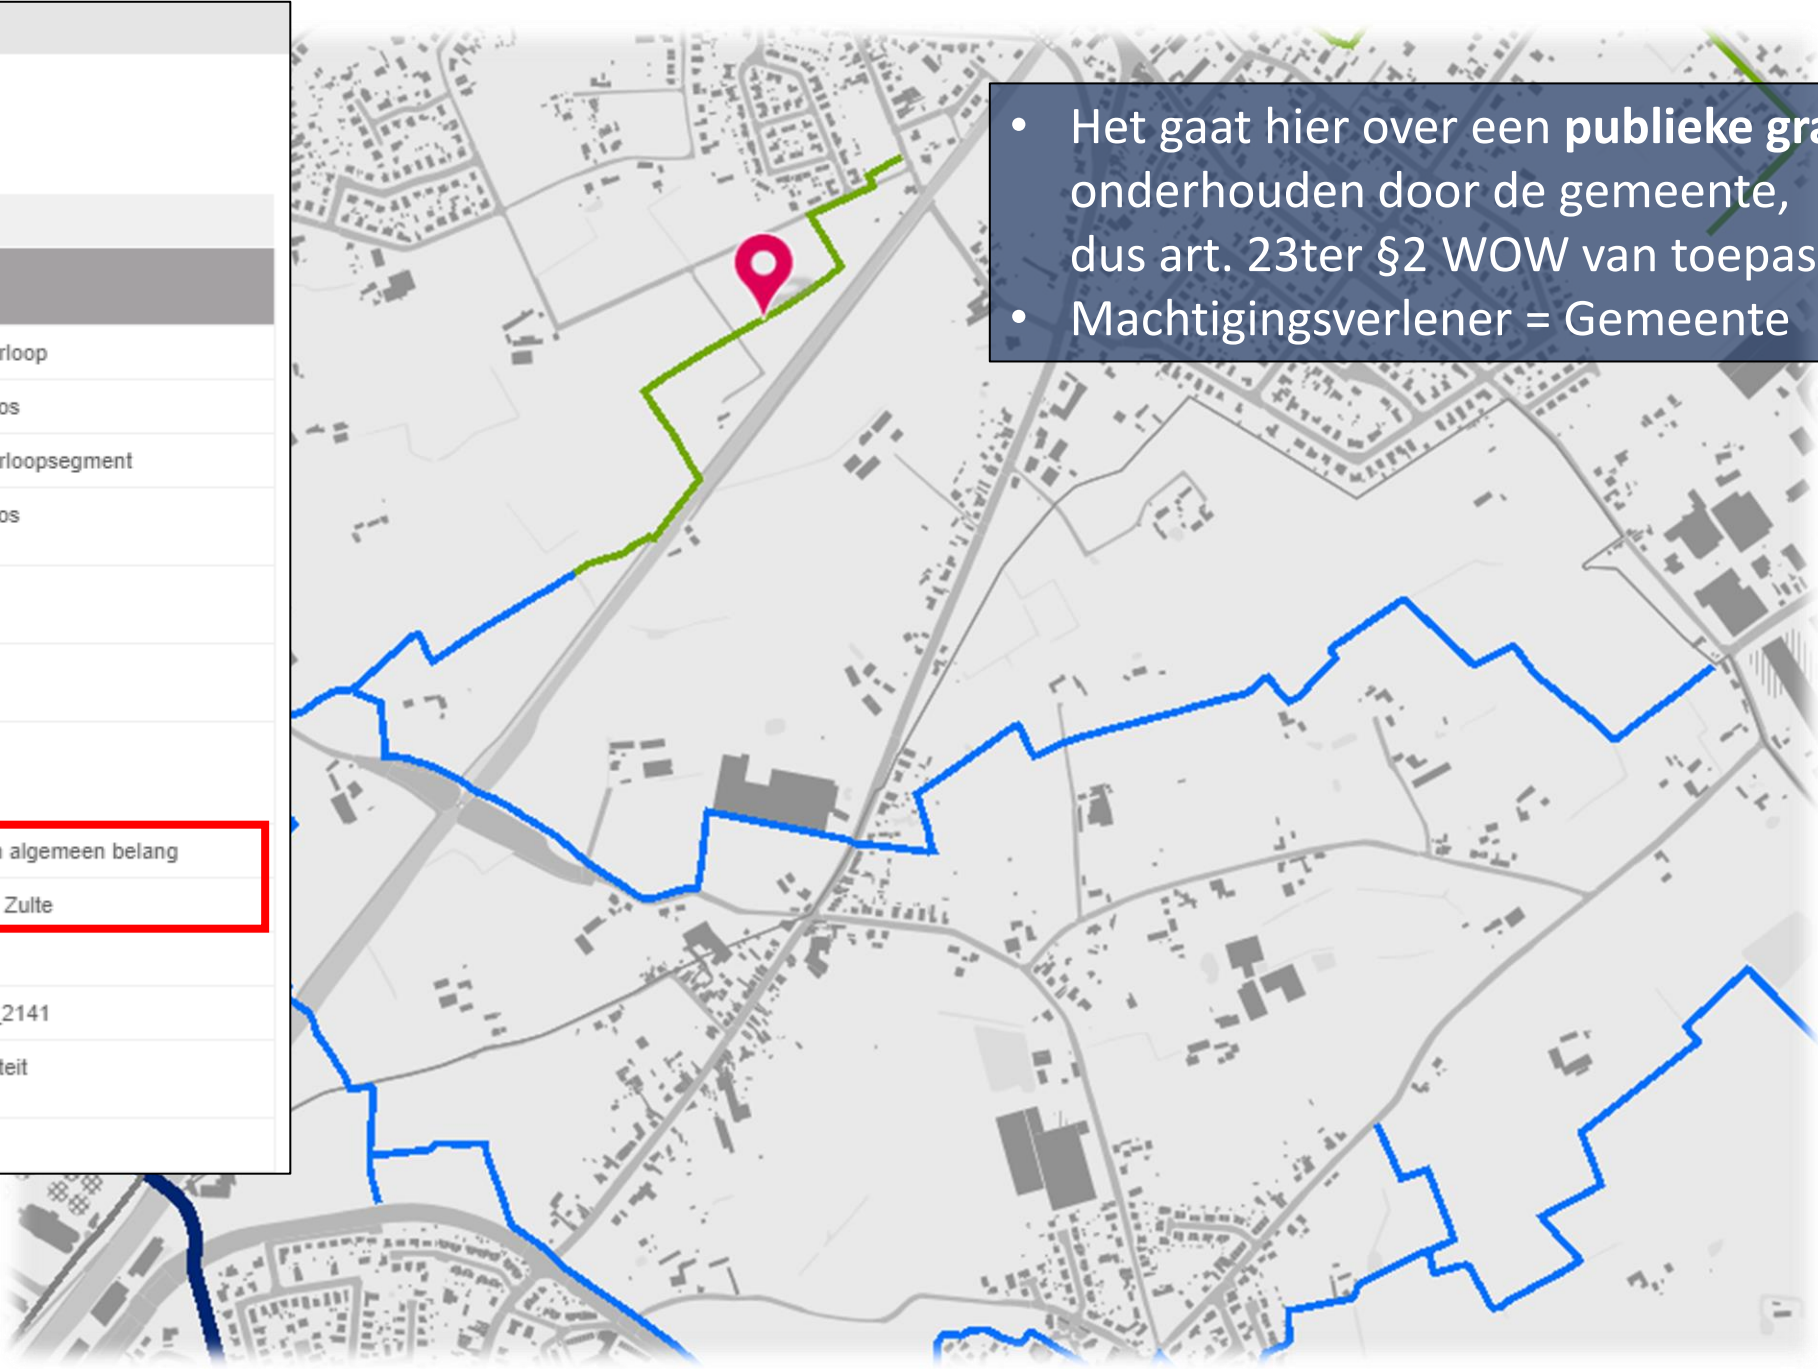 rloop
os
rloopsegment
os
n algemeen belang
Zulte
_2141
teit
• Het gaat hier over een publieke gra
onderhouden door de gemeente,
dus art. 23ter §2 WOW van toepas
• Machtigingsverlener = Gemeente